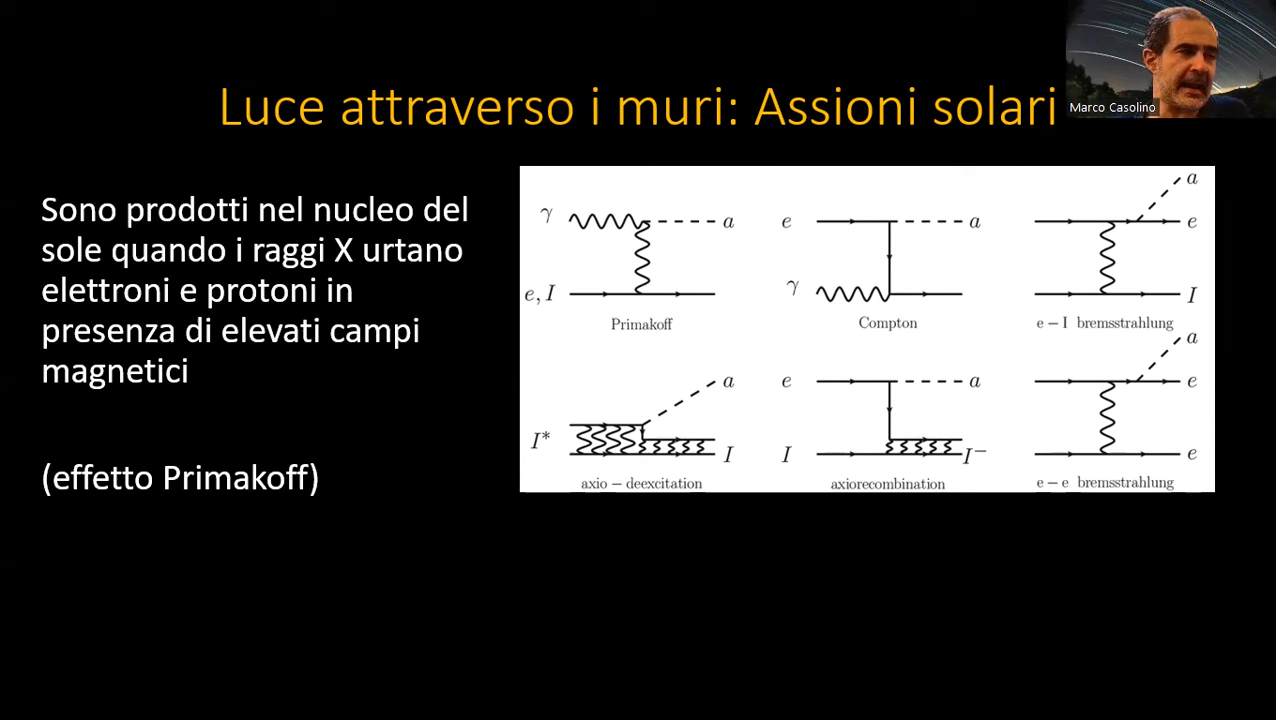 Marco Casolino
Luce attraverso i muri: Assioni solari
Sono prodotti nel nucleo del
sole quando i raggi X urtano
elettroni e protoni in
presenza di elevati campi
magnetici
(effetto Primakoff)
γ a
e, I
Primakoff
e a
γ
Compton
a
e
I
e − I bremsstrahlung
I* a
I
axio − deexcitation
e a
I I⁻
axiorecombination
a
e
e
e − e bremsstrahlung